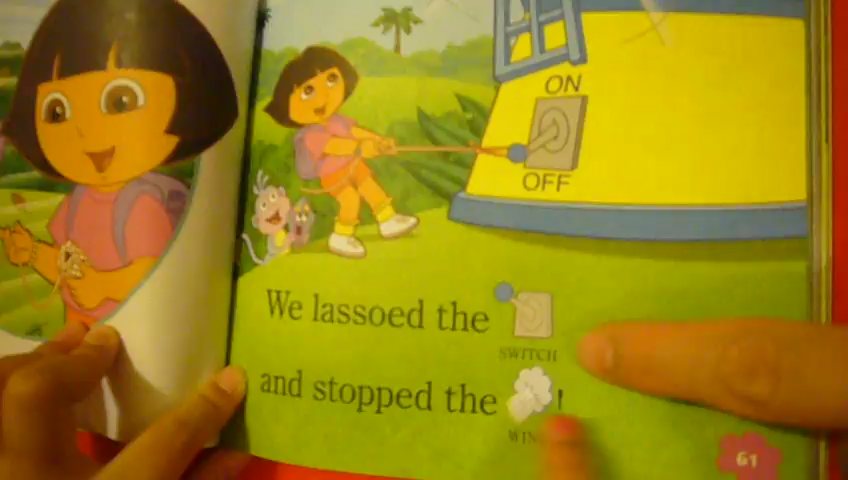 ON
OFF
We lassoed the
SWITCH
and stopped the !
61